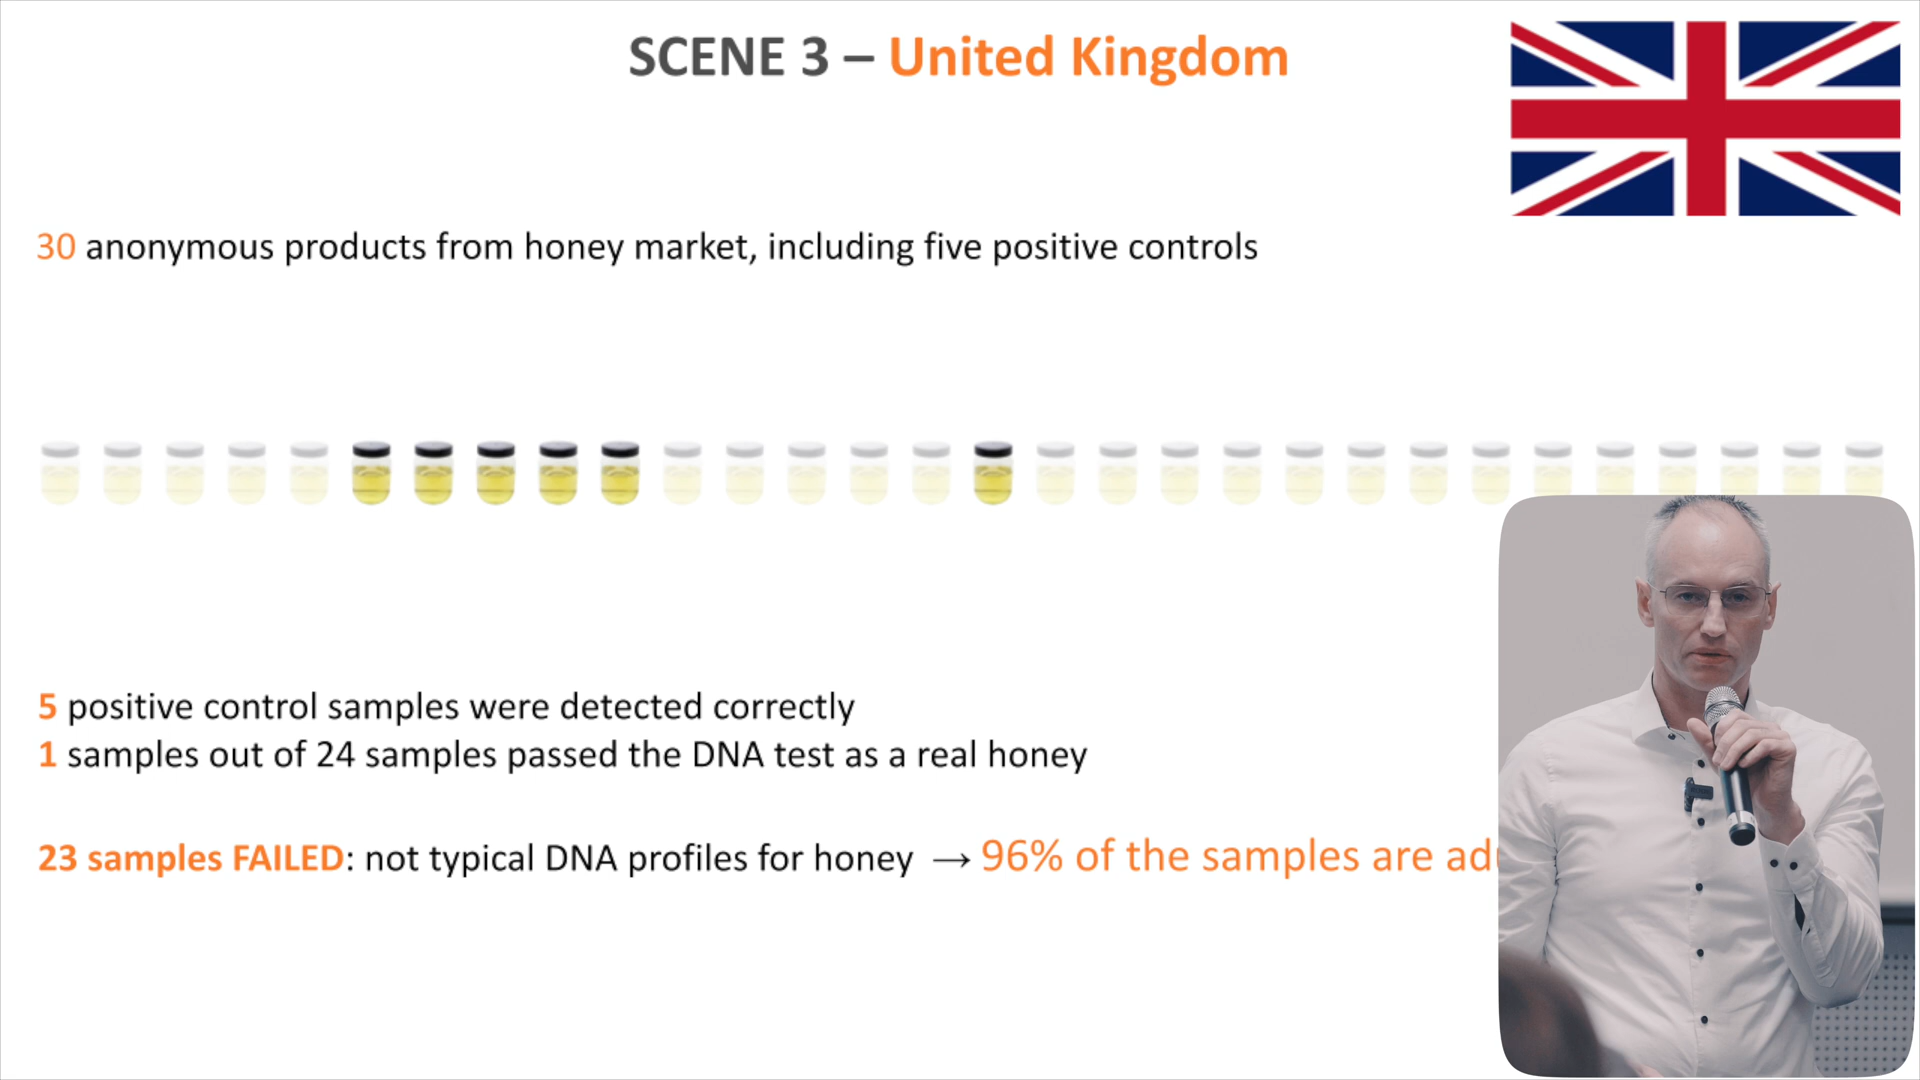 SCENE 3 – United Kingdom
30 anonymous products from honey market, including five positive controls
5 positive control samples were detected correctly
1 samples out of 24 samples passed the DNA test as a real honey
23 samples FAILED: not typical DNA profiles for honey → 96% of the samples are